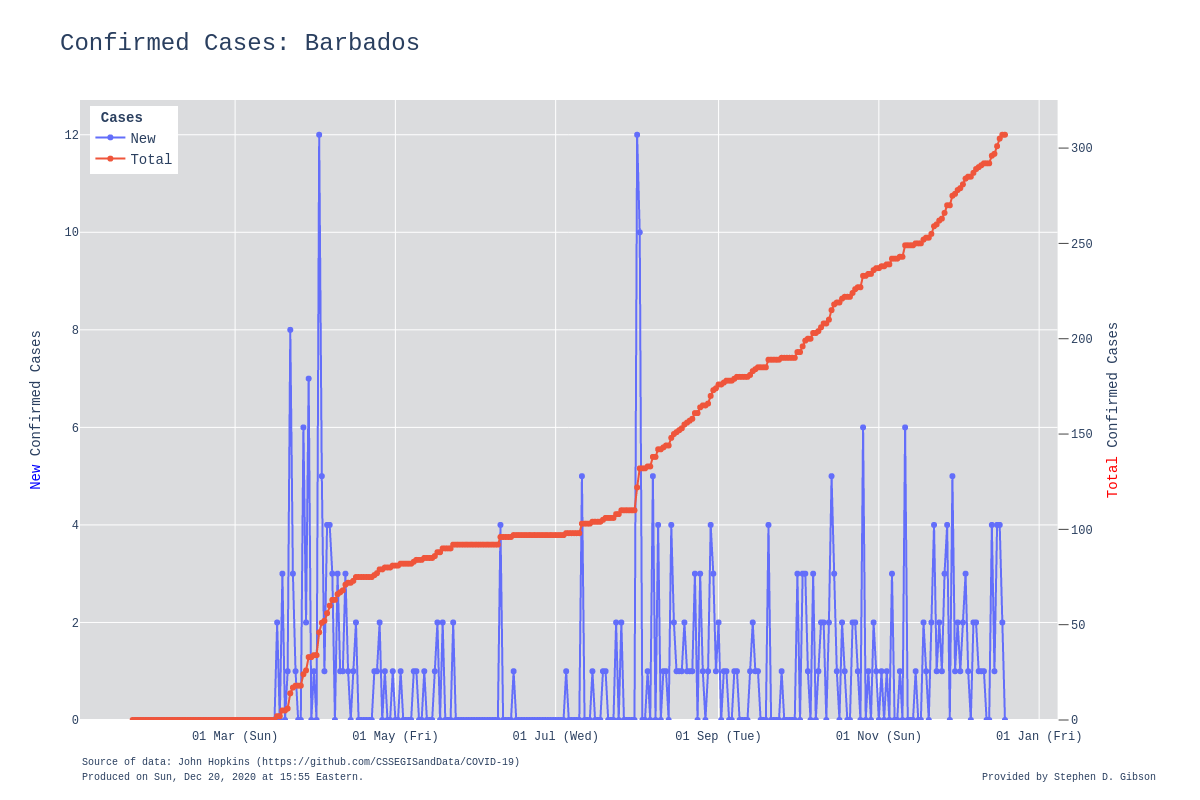 Confirmed Cases: Barbados
Cases
New
Total
12
10
8
6
4
2
0
300
250
200
150
100
50
0
New Confirmed Cases
Total Confirmed Cases
01 Mar (Sun)
01 May (Fri)
01 Jul (Wed)
01 Sep (Tue)
01 Nov (Sun)
01 Jan (Fri)
Source of data: John Hopkins (https://github.com/CSSEGISandData/COVID-19)
Produced on Sun, Dec 20, 2020 at 15:55 Eastern.
Provided by Stephen D. Gibson